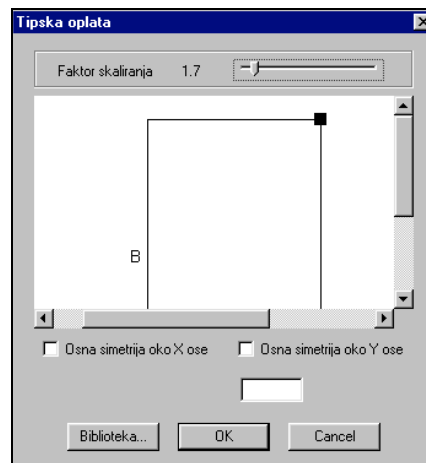 Tipska oplata
Faktor skaliranja 1.7
B
Osna simetrija oko X ose Osna simetrija oko Y ose
Biblioteka... OK Cancel